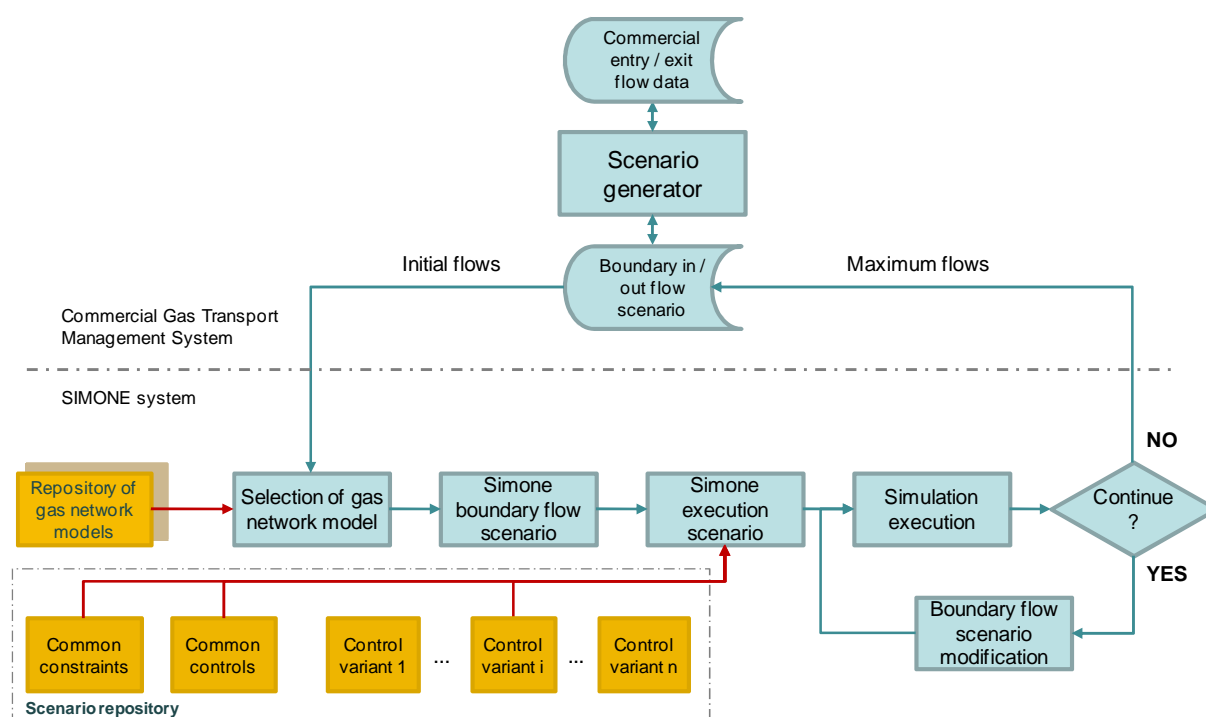 Commercial
entry / exit
flow data
Scenario
generator
Initial flows
Boundary in /
out flow
scenario
Maximum flows
Commercial Gas Transport
Management System
SIMONE system
NO
Repository of
gas network
models
Selection of gas
network model
Simone
boundary flow
scenario
Simone
execution
scenario
Simulation
execution
Continue
?
YES
Boundary flow
scenario
modification
Common
constraints
Common
controls
Control
variant 1
...
Control
variant i
...
Control
variant n
Scenario repository